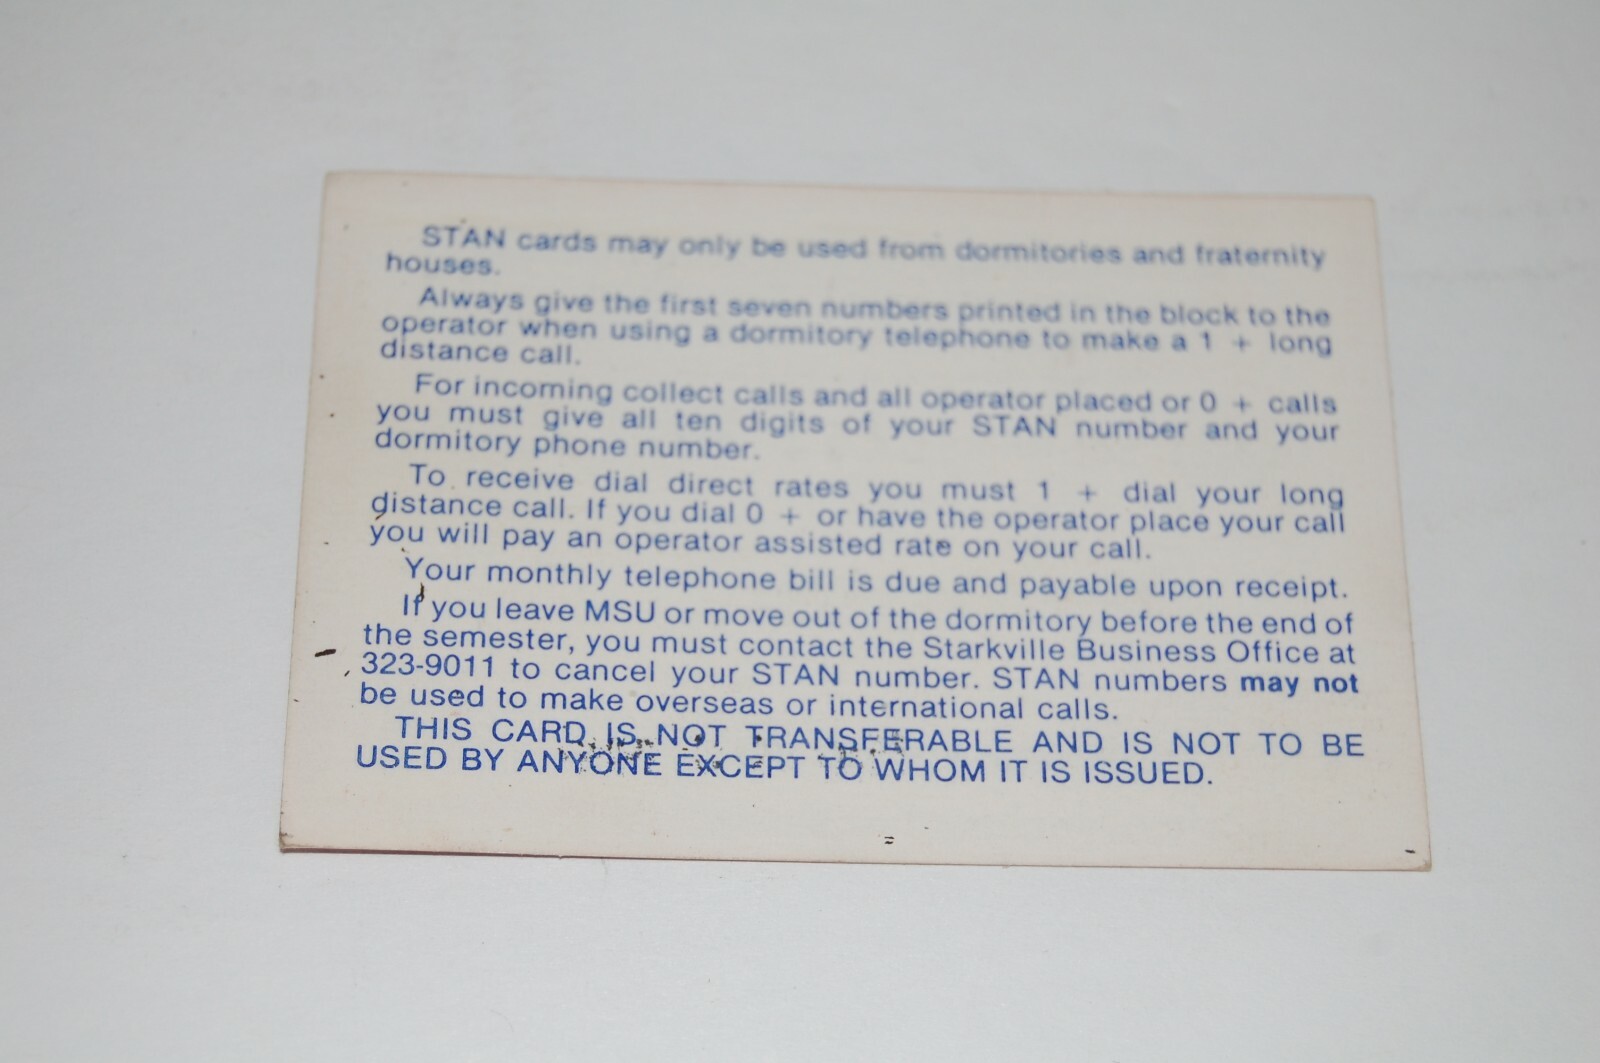 STAN cards may only be used from dormitories and fraternity
houses.
Always give the first seven numbers printed in the block to the
operator when using a dormitory telephone to make a 1 + long
distance call.
For incoming collect calls and all operator placed or 0 + calls
you must give all ten digits of your STAN number and your
dormitory phone number.
To receive dial direct rates you must 1 + dial your long
distance call. If you dial 0 + or have the operator place your call
you will pay an operator assisted rate on your call.
Your monthly telephone bill is due and payable upon receipt.
If you leave MSU or move out of the dormitory before the end of
the semester, you must contact the Starkville Business Office at
323-9011 to cancel your STAN number. STAN numbers may not
be used to make overseas or international calls.
THIS CARD IS NOT TRANSFERABLE AND IS NOT TO BE
USED BY ANYONE EXCEPT TO WHOM IT IS ISSUED.